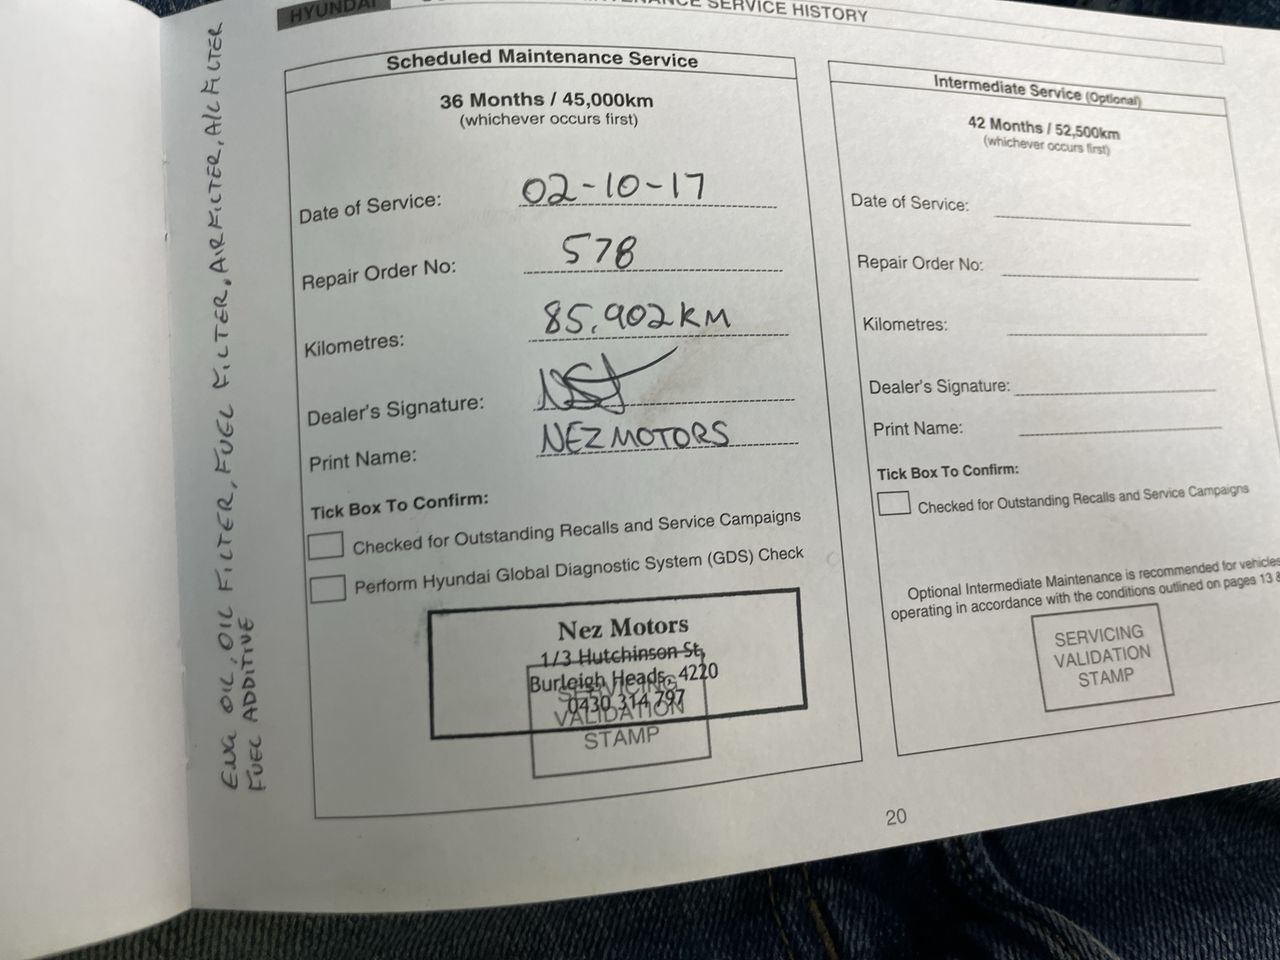 HYUNDAI
SERVICE HISTORY
ENG OIL, OIL FILTER, FUEL FILTER, AIR FILTER, A/C FILTER
FUEL ADDITIVE
Scheduled Maintenance Service
36 Months / 45,000km
(whichever occurs first)
Date of Service: 02-10-17
Repair Order No: 578
Kilometres: 85,902KM
Dealer's Signature:
Print Name: NEZ MOTORS
Tick Box To Confirm:
Checked for Outstanding Recalls and Service Campaigns
Perform Hyundai Global Diagnostic System (GDS) Check
Nez Motors
1/3 Hutchinson St,
Burleigh Heads, 4220
0430 314 797
SERVICING
VALIDATION
STAMP
Intermediate Service (Optional)
42 Months / 52,500km
(whichever occurs first)
Date of Service:
Repair Order No:
Kilometres:
Dealer's Signature:
Print Name:
Tick Box To Confirm:
Checked for Outstanding Recalls and Service Campaigns
Optional Intermediate Maintenance is recommended for vehicles
operating in accordance with the conditions outlined on pages 13 &
SERVICING
VALIDATION
STAMP
20